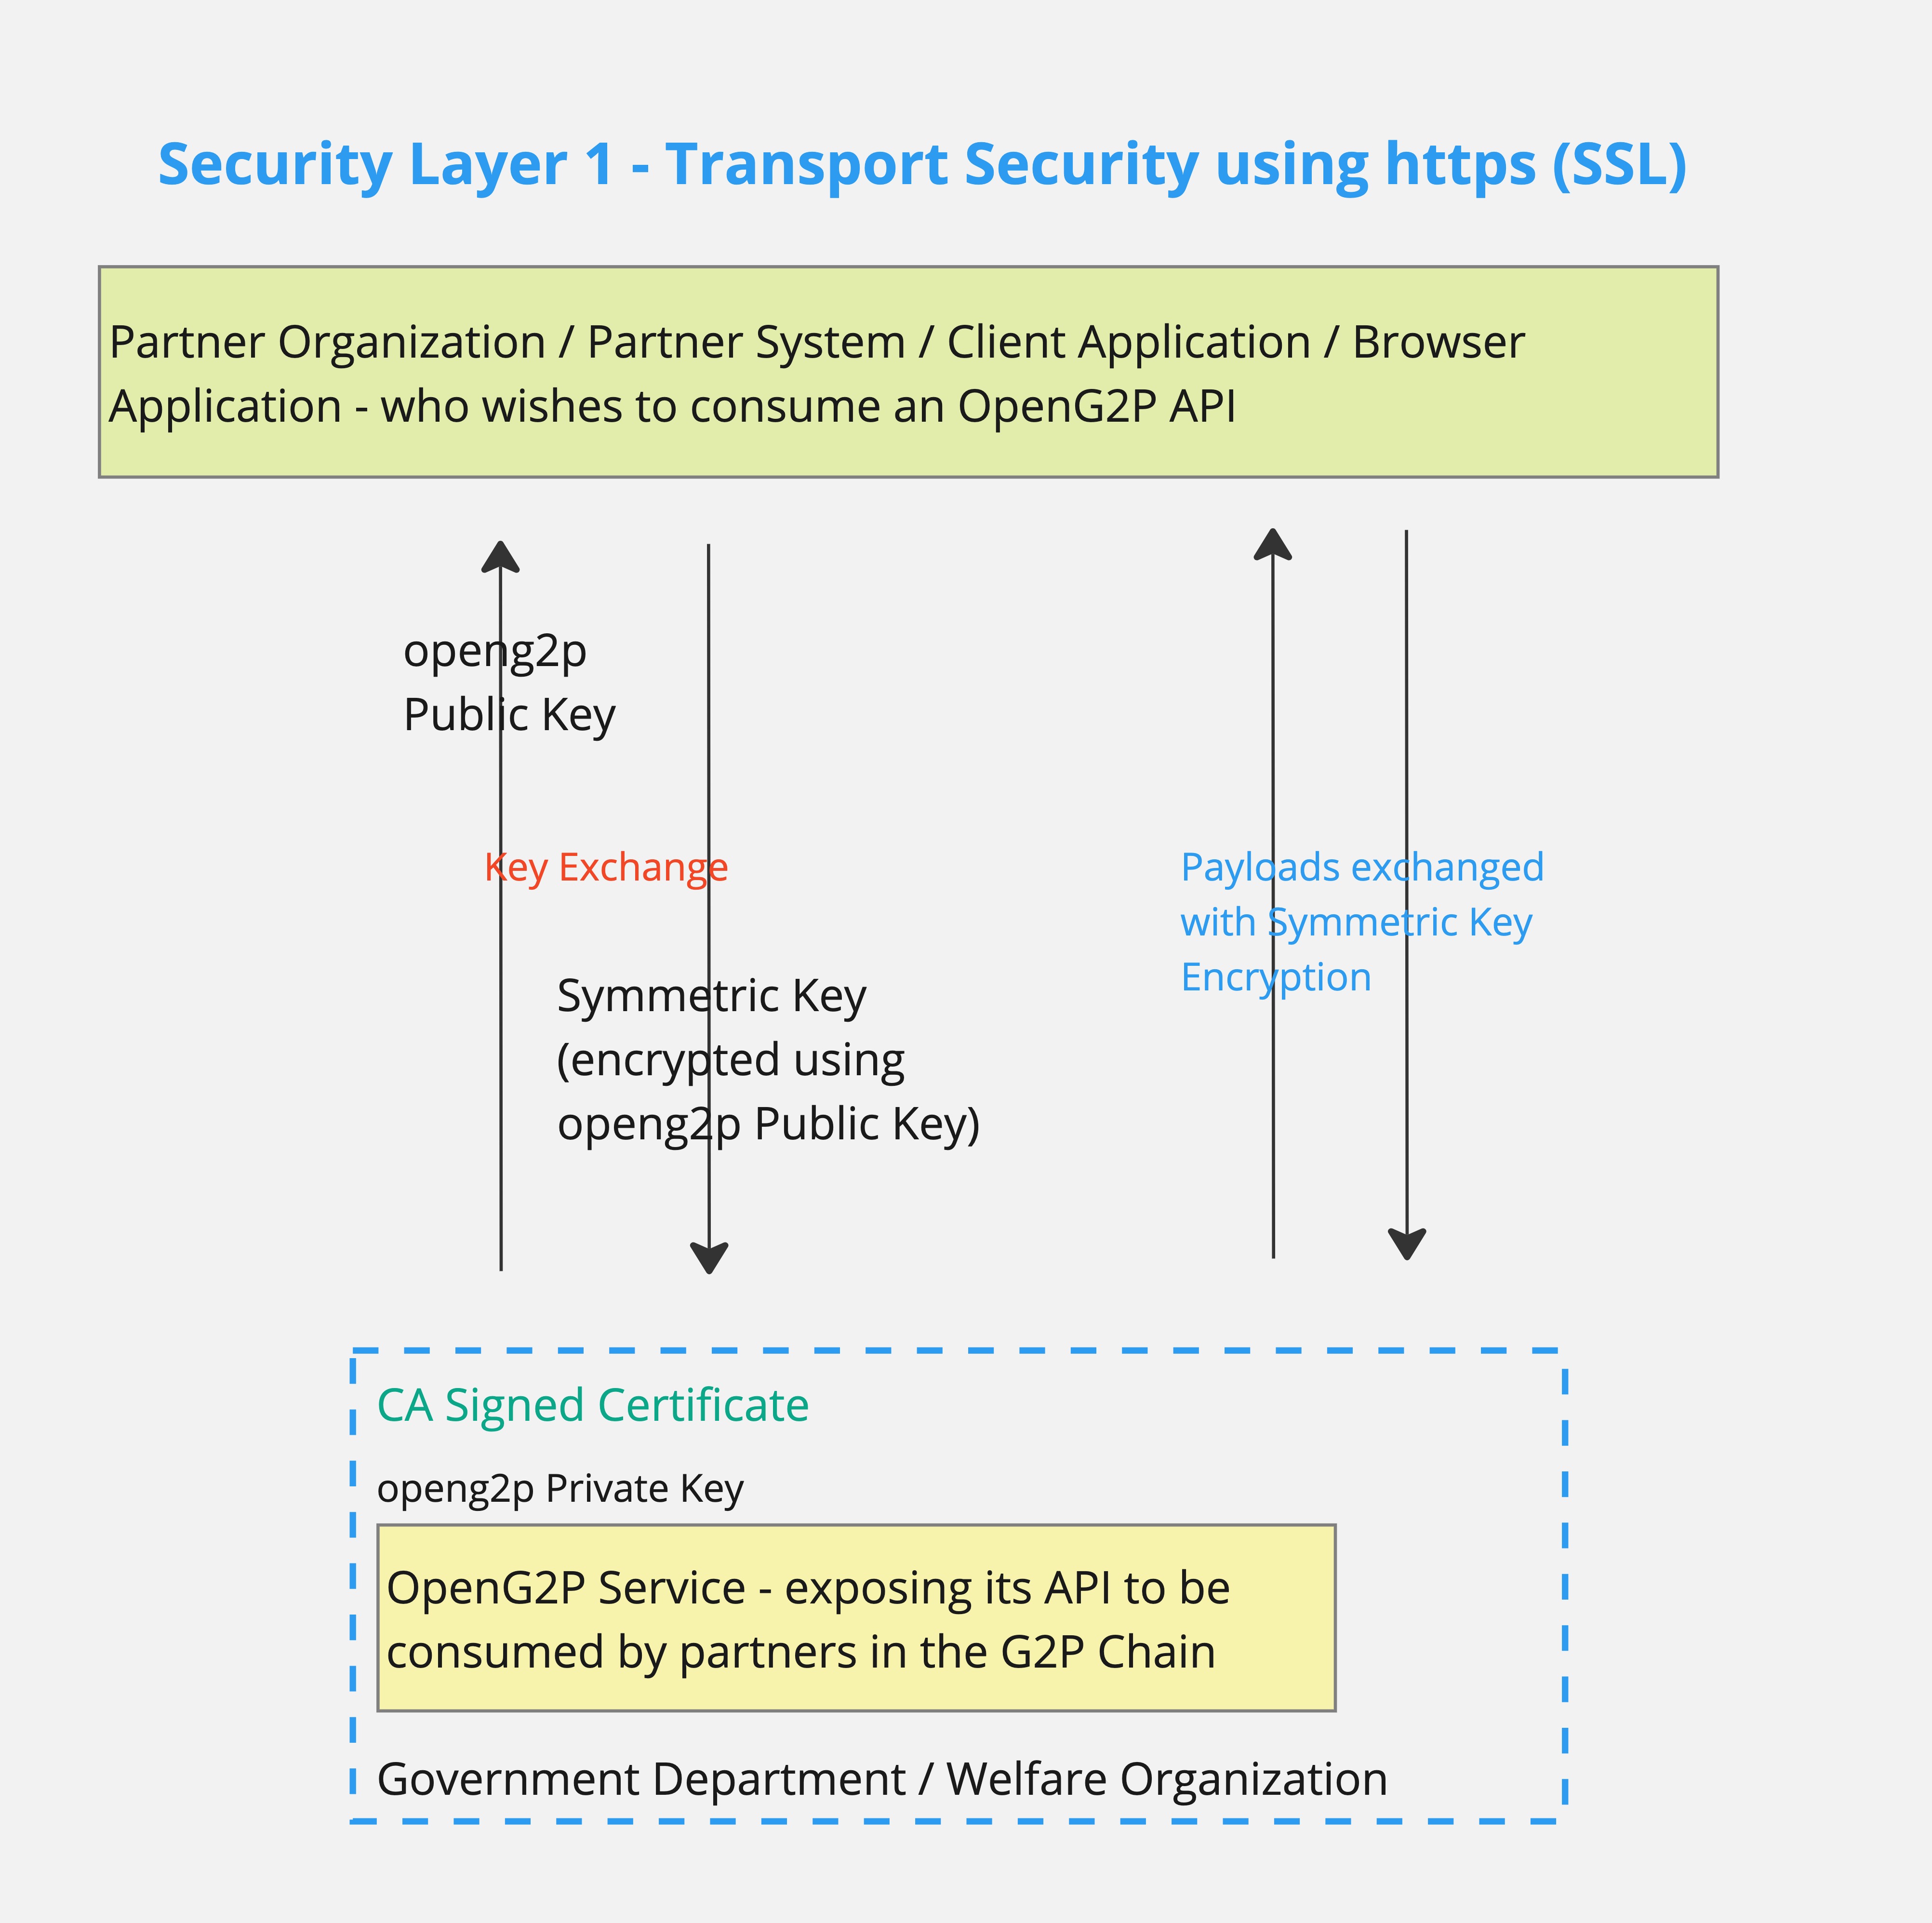 Security Layer 1 - Transport Security using https (SSL)
Partner Organization / Partner System / Client Application / Browser
Application - who wishes to consume an OpenG2P API
openg2p
Public Key
Key Exchange
Symmetric Key
(encrypted using
openg2p Public Key)
Payloads exchanged
with Symmetric Key
Encryption
CA Signed Certificate
openg2p Private Key
OpenG2P Service - exposing its API to be
consumed by partners in the G2P Chain
Government Department / Welfare Organization